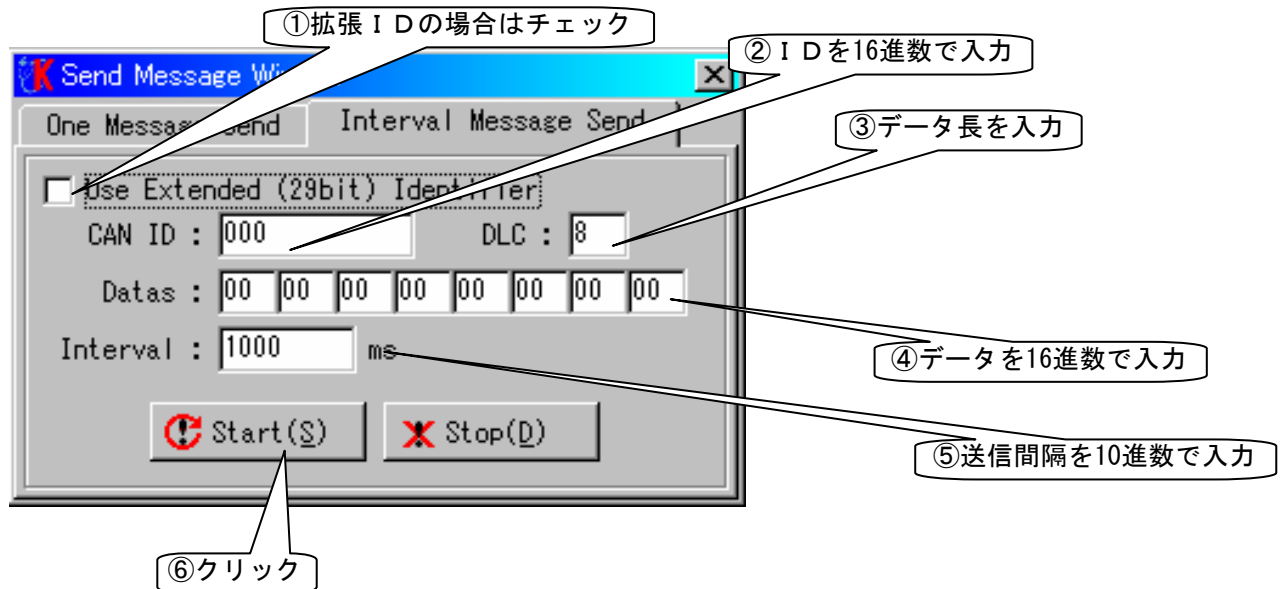 ①拡張ＩＤの場合はチェック
②ＩＤを16進数で入力
Send Message Wi
One Message Send Interval Message Send
③データ長を入力
Use Extended (29bit) Identifier
CAN ID : 000 DLC : 8
Datas : 00 00 00 00 00 00 00 00
Interval : 1000 ms
④データを16進数で入力
Start(S) Stop(D)
⑤送信間隔を10進数で入力
⑥クリック